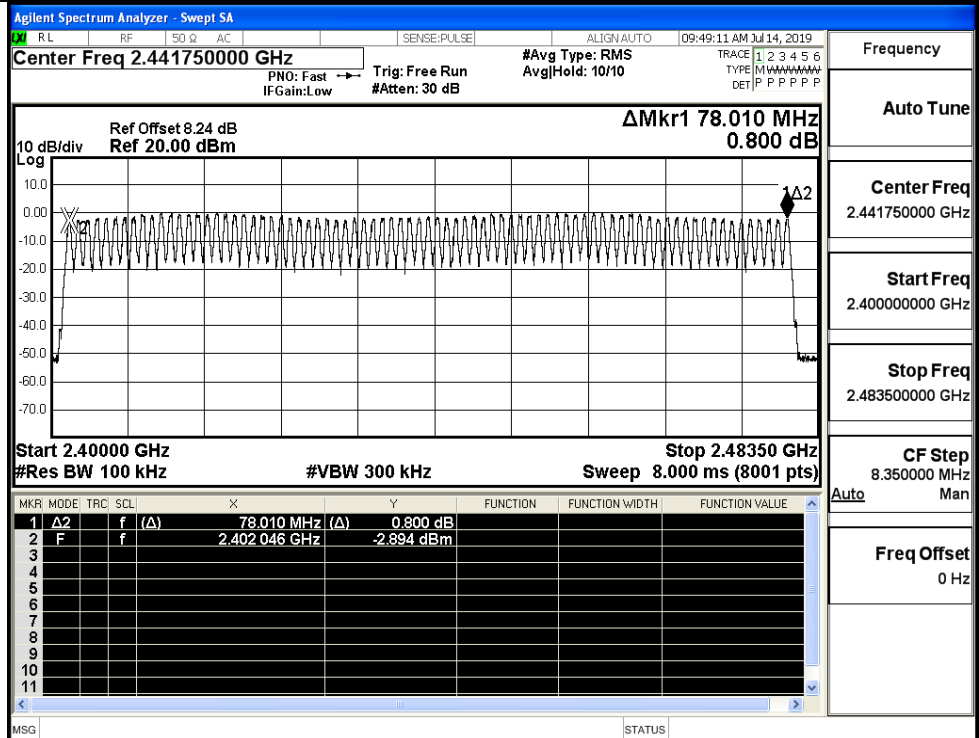 Agilent Spectrum Analyzer - Swept SA
LXI RL RF 50 Ω AC SENSE:PULSE ALIGN AUTO 09:49:11 AM Jul 14, 2019
Center Freq 2.441750000 GHz
PNO: Fast
IFGain:Low
Trig: Free Run
#Atten: 30 dB
#Avg Type: RMS
Avg|Hold: 10/10
TRACE 1 2 3 4 5 6
TYPE M WWWWW
DET P P P P P P
Ref Offset 8.24 dB
10 dB/div Ref 20.00 dBm
Log
ΔMkr1 78.010 MHz
0.800 dB
10.0
0.00
-10.0
-20.0
-30.0
-40.0
-50.0
-60.0
-70.0
2
1Δ2
Start 2.40000 GHz Stop 2.48350 GHz
#Res BW 100 kHz #VBW 300 kHz Sweep 8.000 ms (8001 pts)
MKR MODE TRC SCL X Y FUNCTION FUNCTION WIDTH FUNCTION VALUE
1 Δ2 f (Δ) 78.010 MHz (Δ) 0.800 dB
2 F f 2.402 046 GHz -2.894 dBm
3
4
5
6
7
8
9
10
11
MSG STATUS
Frequency
Auto Tune
Center Freq
2.441750000 GHz
Start Freq
2.400000000 GHz
Stop Freq
2.483500000 GHz
CF Step
8.350000 MHz
Auto Man
Freq Offset
0 Hz